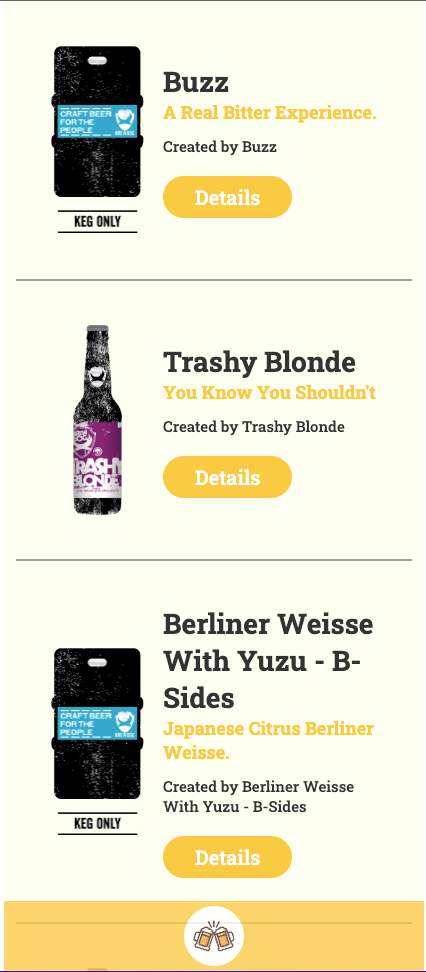 Buzz
A Real Bitter Experience.
CRAFT BEER
FOR THE
PEOPLE
BREWDOG
Created by Buzz
Details
KEG ONLY
Trashy Blonde
You Know You Shouldn't
Created by Trashy Blonde
TRASHY
BLONDE
Details
Berliner Weisse
With Yuzu - B-
Sides
Japanese Citrus Berliner
Weisse.
CRAFT BEER
FOR THE
PEOPLE
BREWDOG
Created by Berliner Weisse
With Yuzu - B-Sides
KEG ONLY
Details